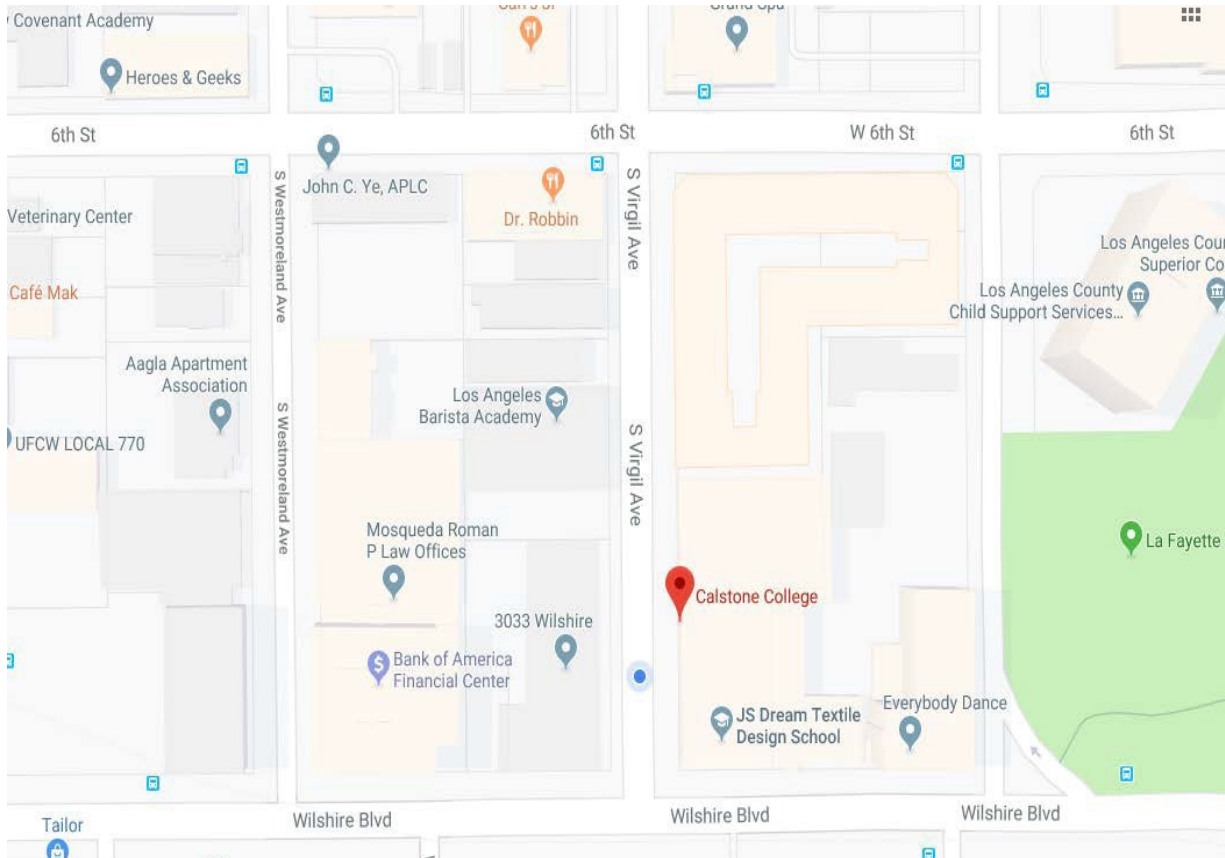 Covenant Academy
Heroes & Geeks
6th St
6th St
W 6th St
6th St
John C. Ye, APLC
Dr. Robbin
Veterinary Center
S Westmoreland Ave
S Virgil Ave
Los Angeles
Superior
Café Mak
Los Angeles County
Child Support Services...
Aagla Apartment
Association
Los Angeles
Barista Academy
UFCW LOCAL 770
S Westmoreland Ave
S Virgil Ave
Mosqueda Roman
P Law Offices
La Fayette
Calstone College
3033 Wilshire
Bank of America
Financial Center
$
JS Dream Textile
Design School
Everybody Dance
Wilshire Blvd
Wilshire Blvd
Wilshire Blvd
Tailor